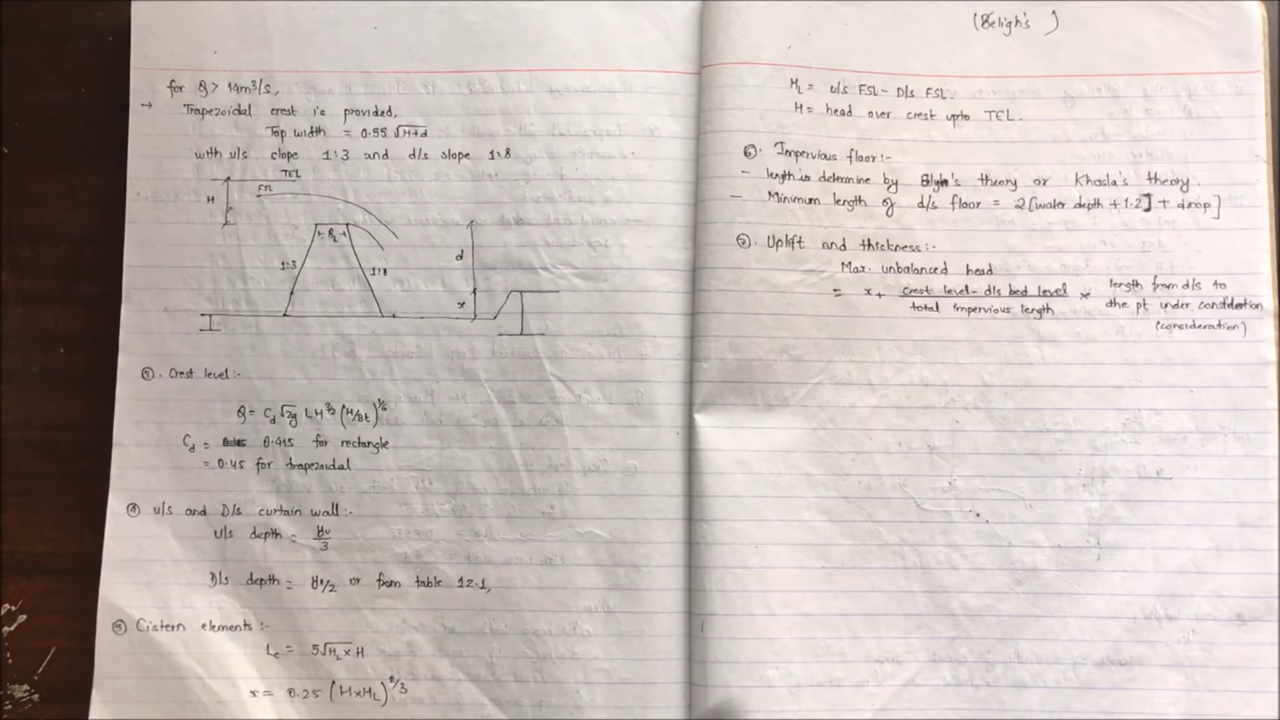 for Q > 14m³/s,
→ Trapezoidal crest is provided,
Top width = 0.55 √H+d
with u/s slope 1:3 and d/s slope 1:8
TEL
FSL
H
Bt
d
1:3
1:8
x
③. Crest level:-
Q = Cd √2g LH^3/2 (H/Bt)^1/6
Cd = 0.415 for rectangle
= 0.45 for trapezoidal
④ u/s and D/s curtain wall:-
U/s depth = yu/3
D/s depth = /2 or from table 12.1,
Cistern elements:-
Lc = 5√HL×H
x = 0.25 (H×HL)^2/3
(Beligh's )
HL = u/s FSL - D/s FSL.
H = head over crest upto TEL.
⑥. Impervious floor:-
- length is determine by theory or Khosla's theory.
- Minimum length of d/s floor = 2[water depth + 1.2] + drop]
⑦. Uplift and thickness:-
Max. unbalanced head
= x + crest level - d/s bed level / total impervious length × length from d/s to the pt. under consideration
(consideration)